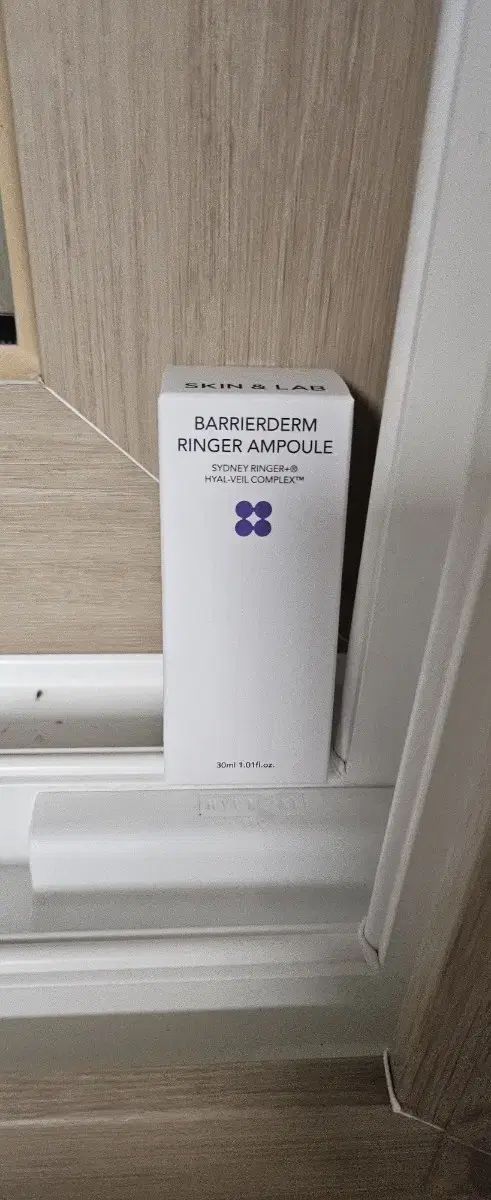 SKIN & LAB
BARRIERDERM
RINGER AMPOULE
SYDNEY RINGER+®
HYAL-VEIL COMPLEX™
30ml 1.01fl.oz.